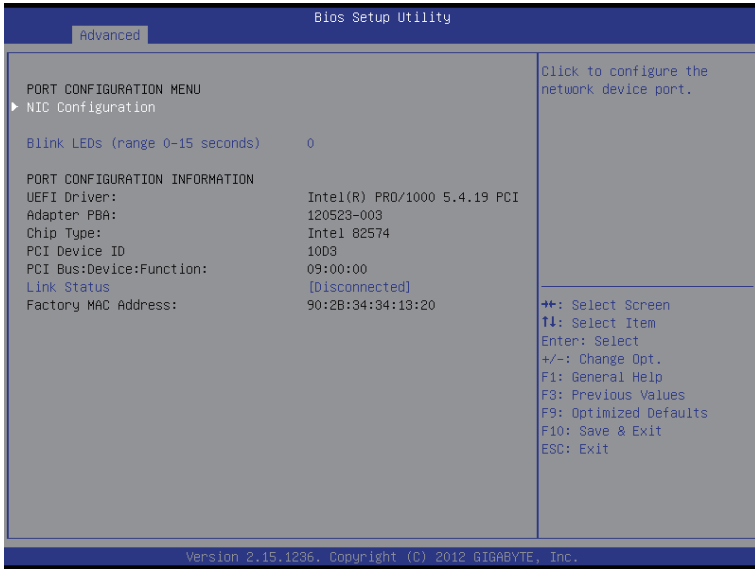 Bios Setup Utility
Advanced
PORT CONFIGURATION MENU
NIC Configuration
Blink LEDs (range 0-15 seconds) 0
PORT CONFIGURATION INFORMATION
UEFI Driver: Intel(R) PRO/1000 5.4.19 PCI
Adapter PBA: 120523-003
Chip Type: Intel 82574
PCI Device ID 10D3
PCI Bus:Device:Function: 09:00:00
Link Status [Disconnected]
Factory MAC Address: 90:2B:34:34:13:20
Click to configure the
network device port.
→←: Select Screen
↑↓: Select Item
Enter: Select
+/-: Change Opt.
F1: General Help
F3: Previous Values
F9: Optimized Defaults
F10: Save & Exit
ESC: Exit
Version 2.15.1236. Copyright (C) 2012 GIGABYTE, Inc.